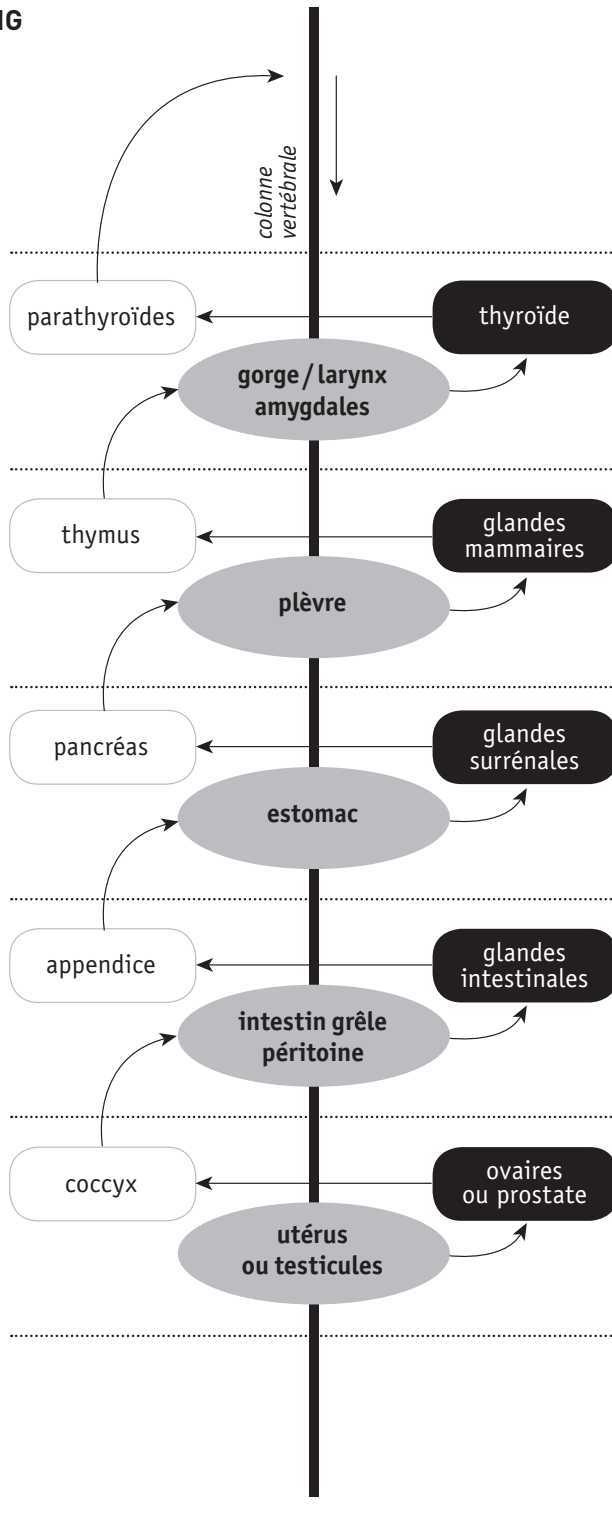 NG
colonne
vertébrale
parathyroïdes
thyroïde
gorge / larynx
amygdales
thymus
glandes
mammaires
plèvre
pancréas
glandes
surrénales
estomac
appendice
glandes
intestinales
intestin grêle
péritoine
coccyx
ovaires
ou prostate
utérus
ou testicules